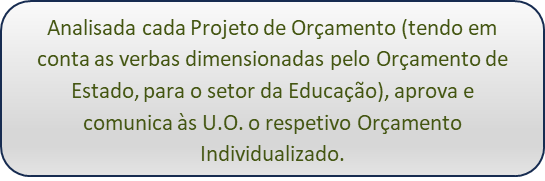 Analisada cada Projeto de Orçamento (tendo em
conta as verbas dimensionadas pelo Orçamento de
Estado, para o setor da Educação), aprova e
comunica às U.O. o respetivo Orçamento
Individualizado.